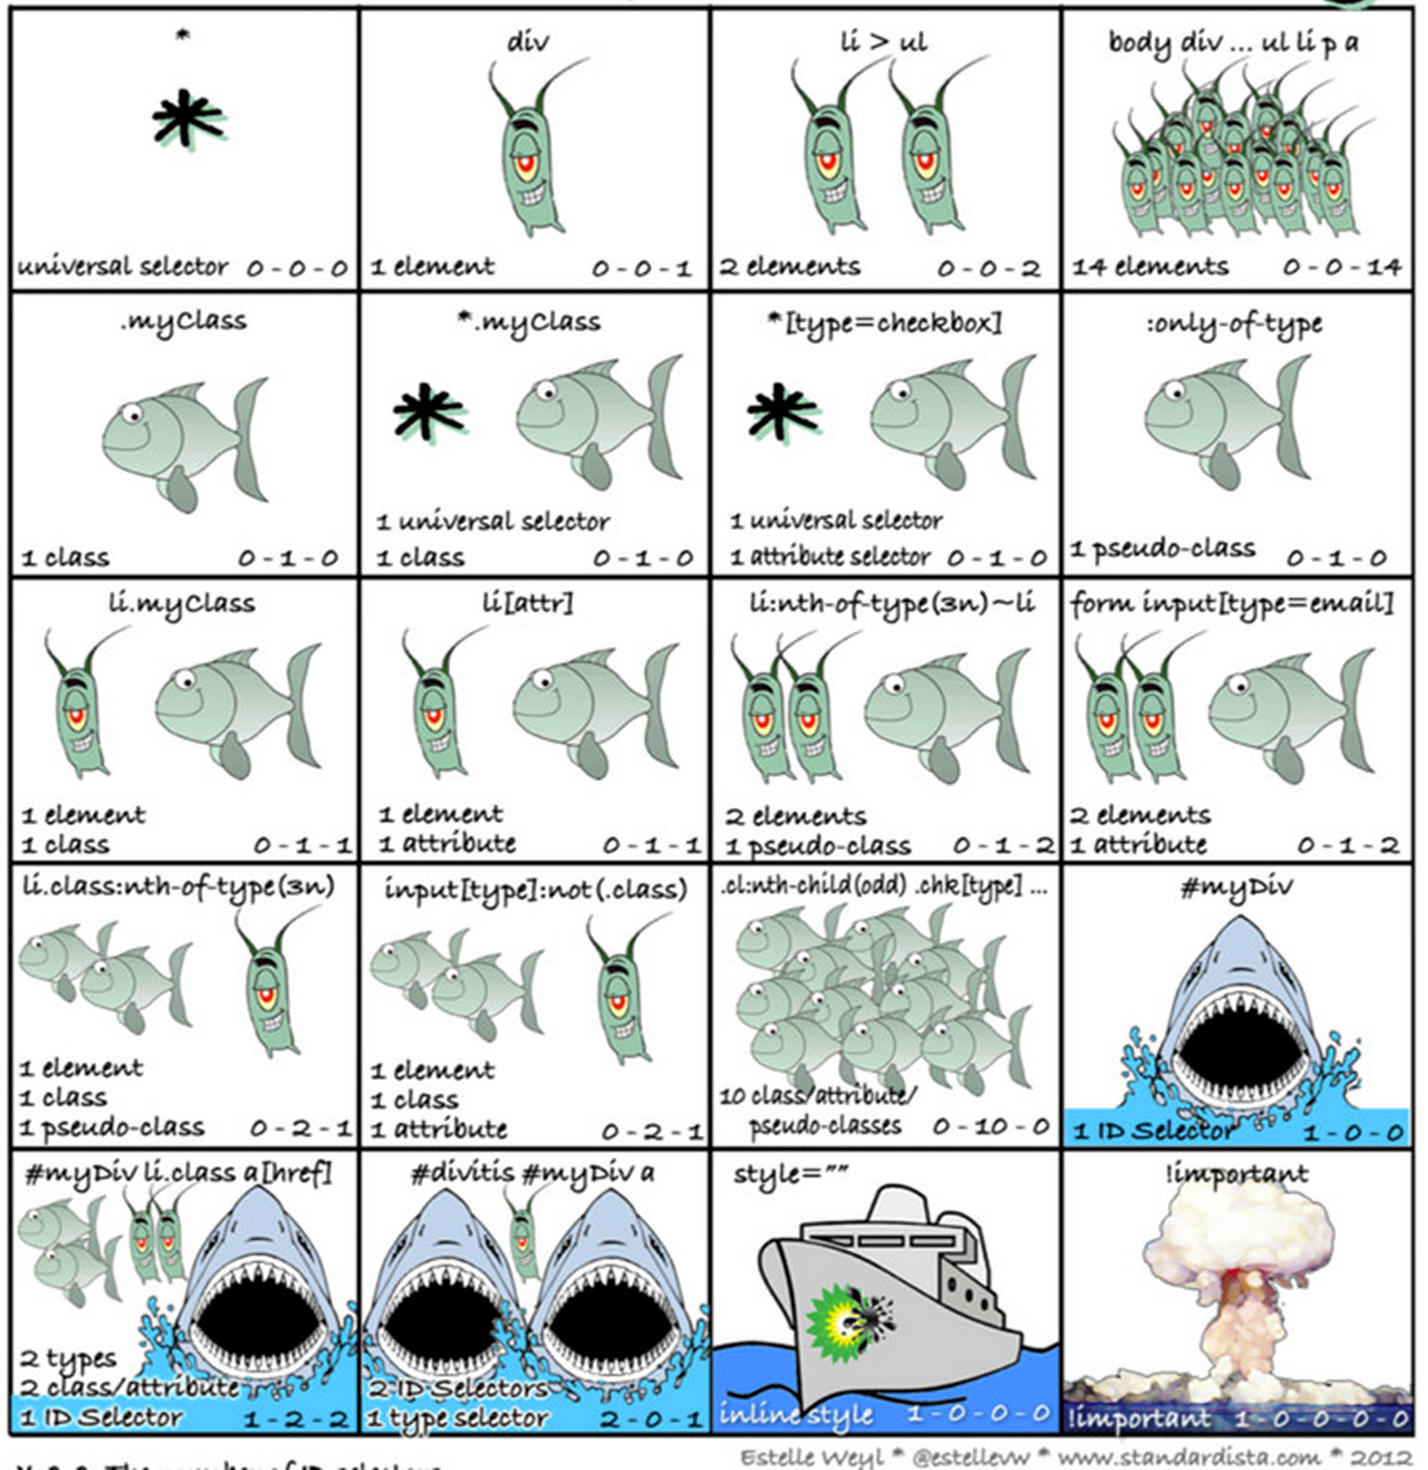 *
universal selector 0-0-0
div
1 element 0-0-1
li > ul
2 elements 0-0-2
body div ... ul li p a
14 elements 0-0-14
.myClass
1 class 0-1-0
*.myClass
1 universal selector
1 class 0-1-0
*[type=checkbox]
1 universal selector
1 attribute selector 0-1-0
:only-of-type
1 pseudo-class 0-1-0
li.myClass
1 element
1 class 0-1-1
li[attr]
1 element
1 attribute 0-1-1
li:nth-of-type(3n)~li
2 elements
1 pseudo-class 0-1-2
form input[type=email]
2 elements
1 attribute 0-1-2
li.class:nth-of-type(3n)
1 element
1 class
1 pseudo-class 0-2-1
input[type]:not(.class)
1 element
1 class
1 attribute 0-2-1
.cl:nth-child(odd) .chk[type] ...
10 class/attribute/
pseudo-classes 0-10-0
#myDiv
1 ID Selector 1-0-0
#myDiv li.class a[href]
2 types
2 class/attribute
1 ID Selector 1-2-2
#divitis #myDiv a
2 ID Selectors
1 type selector 2-0-1
style=""
inline style 1-0-0-0
!important
!important 1-0-0-0-0
Estelle Weyl * @estellevw * www.standardista.com * 2012